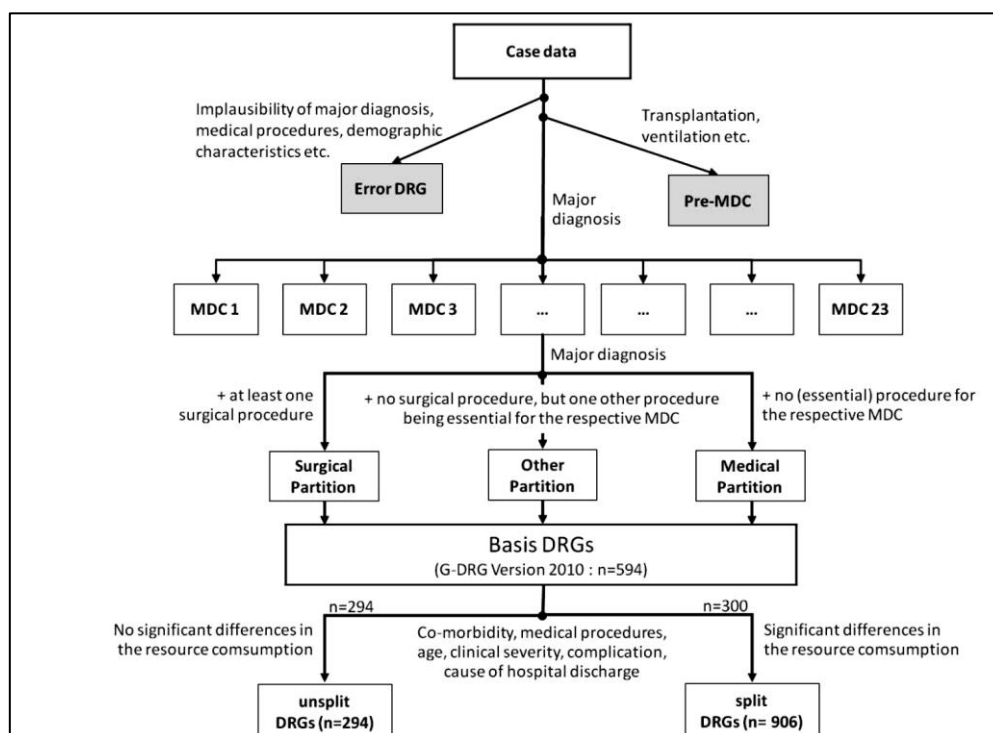 Case data
Implausibility of major diagnosis,
medical procedures, demographic
characteristics etc.
Transplantation,
ventilation etc.
Error DRG
Pre-MDC
Major
diagnosis
MDC 1
MDC 2
MDC 3
...
...
...
MDC 23
Major diagnosis
+ at least one
surgical procedure
+ no surgical procedure, but one other procedure
being essential for the respective MDC
+ no (essential) procedure for
the respective MDC
Surgical
Partition
Other
Partition
Medical
Partition
Basis DRGs
(G-DRG Version 2010 : n=594)
n=294
n=300
No significant differences in
the resource comsumption
Co-morbidity, medical procedures,
age, clinical severity, complication,
cause of hospital discharge
Significant differences in
the resource comsumption
unsplit
DRGs (n=294)
split
DRGs (n= 906)